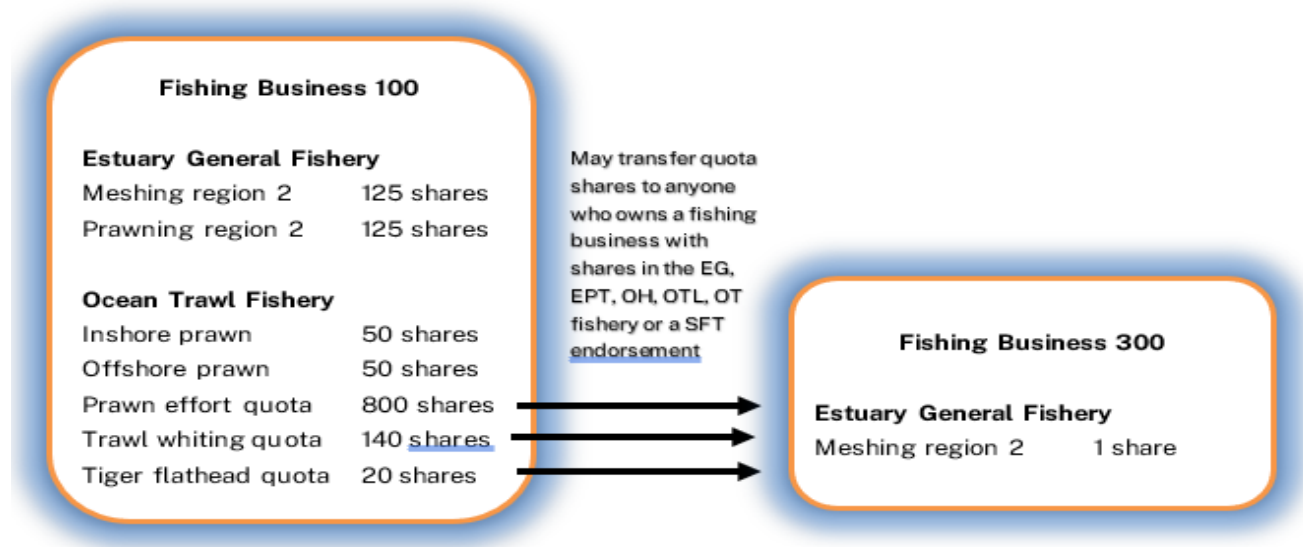 Fishing Business 100
Estuary General Fishery
Meshing region 2 125 shares
Prawning region 2 125 shares
Ocean Trawl Fishery
Inshore prawn 50 shares
Offshore prawn 50 shares
Prawn effort quota 800 shares
Trawl whiting quota 140 shares
Tiger flathead quota 20 shares
May transfer quota
shares to anyone
who owns a fishing
business with
shares in the EG,
EPT, OH, OTL, OT
fishery or a SFT
endorsement
Fishing Business 300
Estuary General Fishery
Meshing region 2 1 share